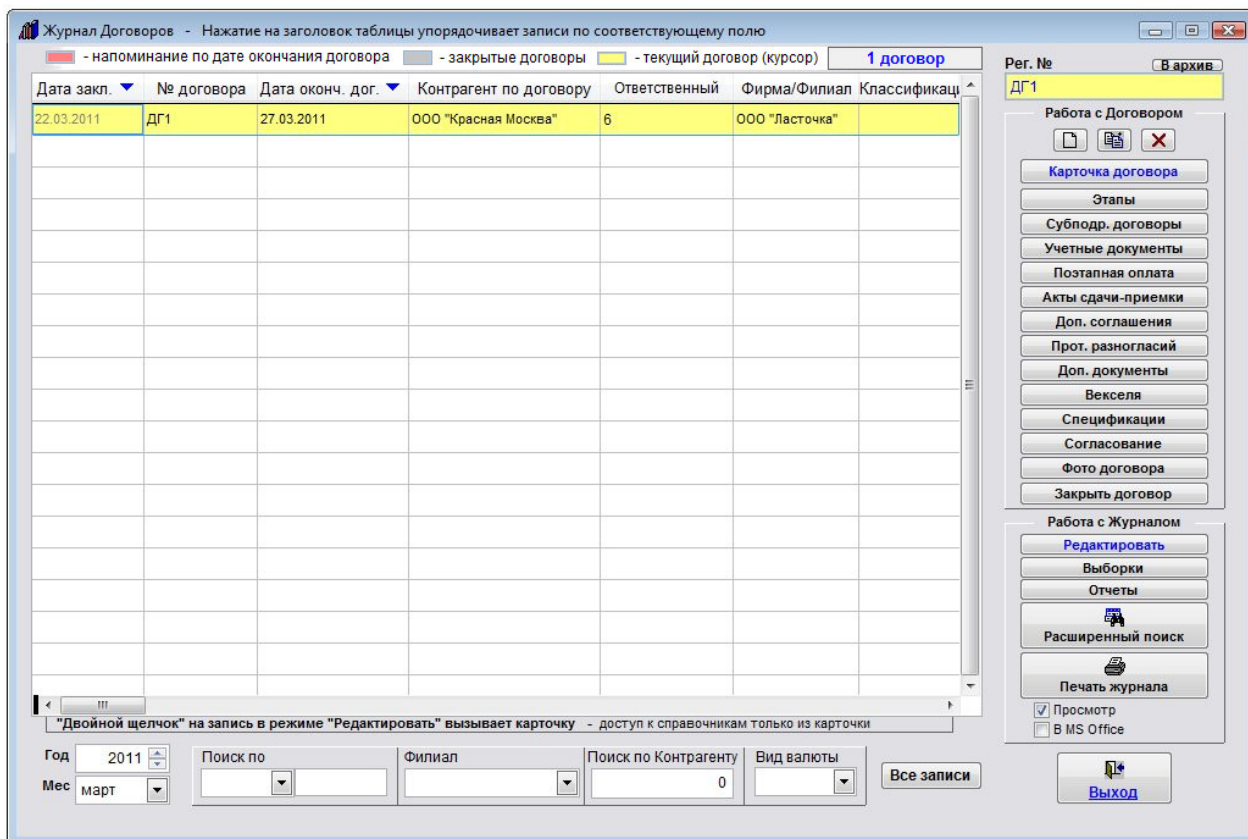 Журнал Договоров - Нажатие на заголовок таблицы упорядочивает записи по соответствующему полю
- напоминание по дате окончания договора - закрытые договоры - текущий договор (курсор) 1 договор
Дата закл. № договора Дата оконч. дог. Контрагент по договору Ответственный Фирма/Филиал Классификаци
22.03.2011 ДГ1 27.03.2011 ООО "Красная Москва" 6 ООО "Ласточка"
"Двойной щелчок" на запись в режиме "Редактировать" вызывает карточку - доступ к справочникам только из карточки
Год 2011
Мес март
Поиск по
Филиал
Поиск по Контрагенту
0
Вид валюты
Все записи
Рег. № В архив
ДГ1
Работа с Договором
Карточка договора
Этапы
Субподр. договоры
Учетные документы
Поэтапная оплата
Акты сдачи-приемки
Доп. соглашения
Прот. разногласий
Доп. документы
Векселя
Спецификации
Согласование
Фото договора
Закрыть договор
Работа с Журналом
Редактировать
Выборки
Отчеты
Расширенный поиск
Печать журнала
Просмотр
В MS Office
Выход